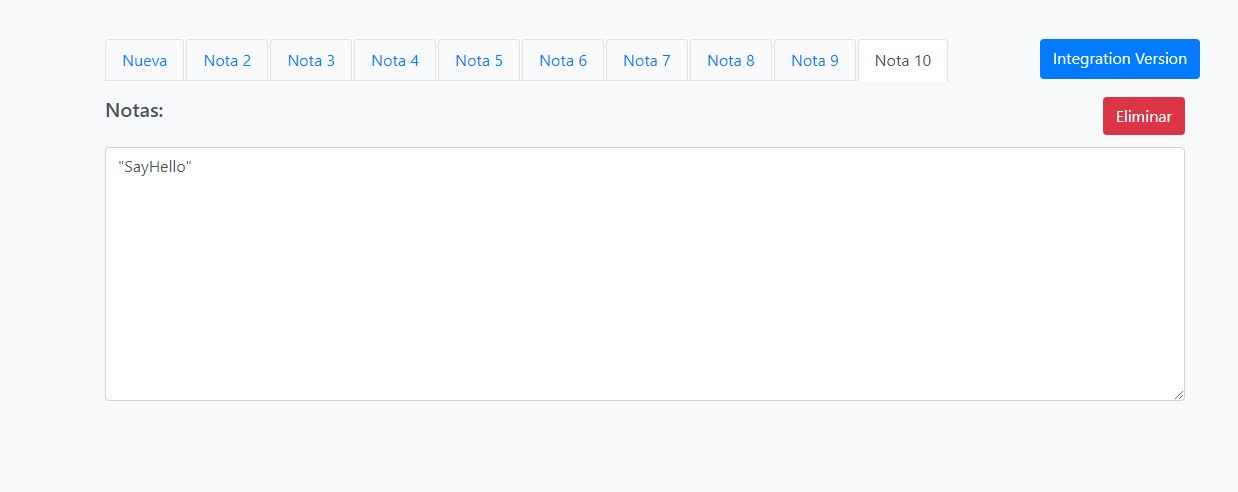 Nueva Nota 2 Nota 3 Nota 4 Nota 5 Nota 6 Nota 7 Nota 8 Nota 9 Nota 10 Integration Version
Notas: Eliminar
"SayHello"